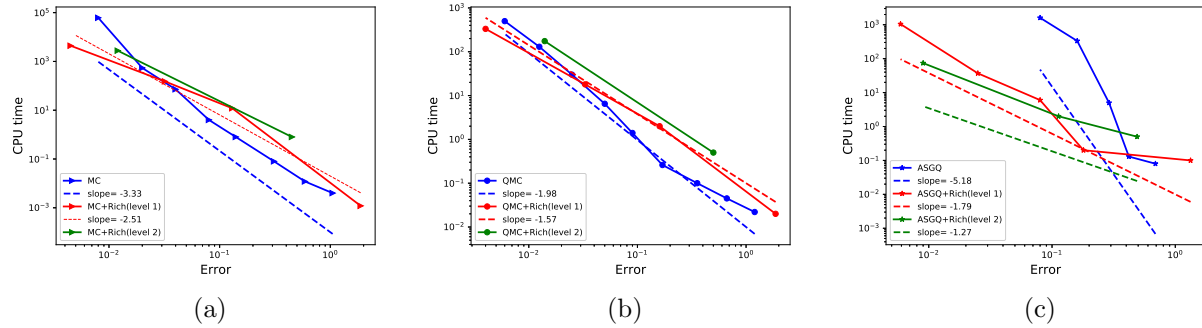 10^5
10^3
10^1
10^-1
10^-3
CPU time
MC
slope= -3.33
MC+Rich(level 1)
slope= -2.51
MC+Rich(level 2)
10^-2
10^-1
10^0
Error
(a)
10^3
10^2
10^1
10^0
10^-1
10^-2
CPU time
QMC
slope= -1.98
QMC+Rich(level 1)
slope= -1.57
QMC+Rich(level 2)
10^-2
10^-1
10^0
Error
(b)
10^3
10^2
10^1
10^0
10^-1
10^-2
10^-3
CPU time
ASGQ
slope= -5.18
ASGQ+Rich(level 1)
slope= -1.79
ASGQ+Rich(level 2)
slope= -1.27
10^-2
10^-1
10^0
Error
(c)